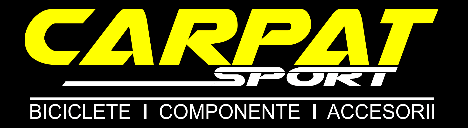 CARPAT
SPORT
BICICLETE I COMPONENTE I ACCESORII